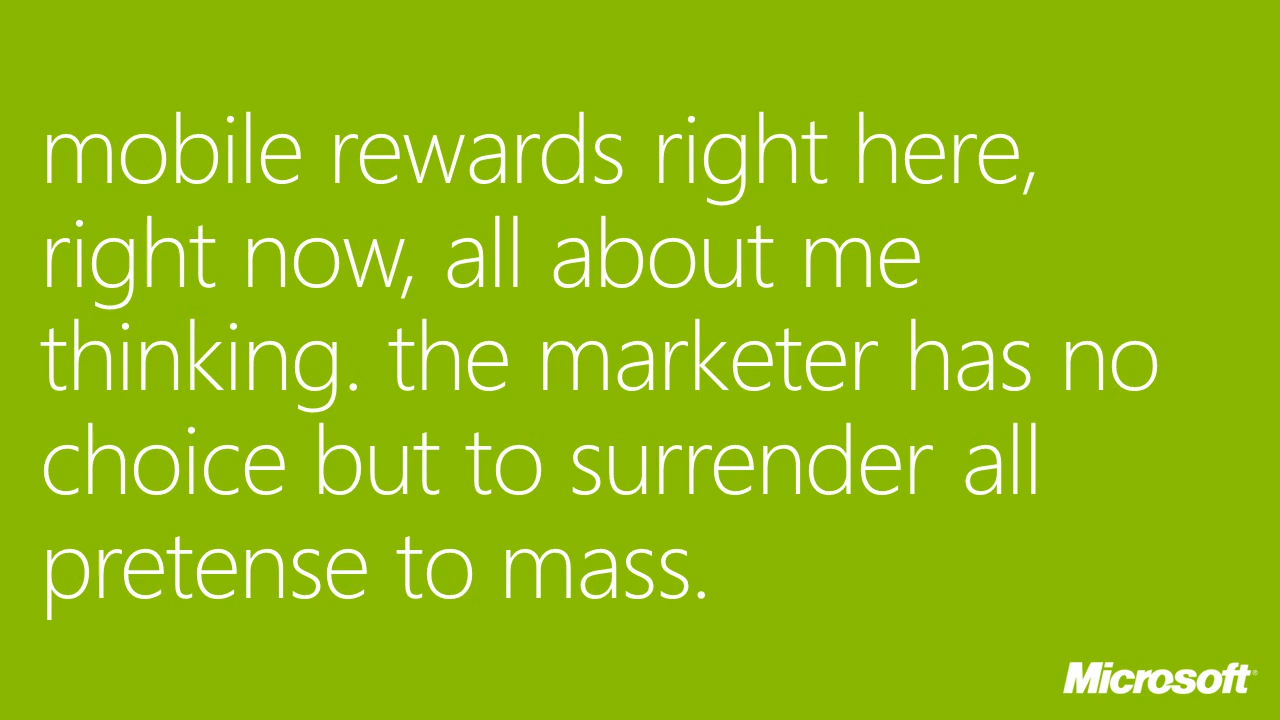 mobile rewards right here,
right now, all about me
thinking. the marketer has no
choice but to surrender all
pretense to mass.
Microsoft